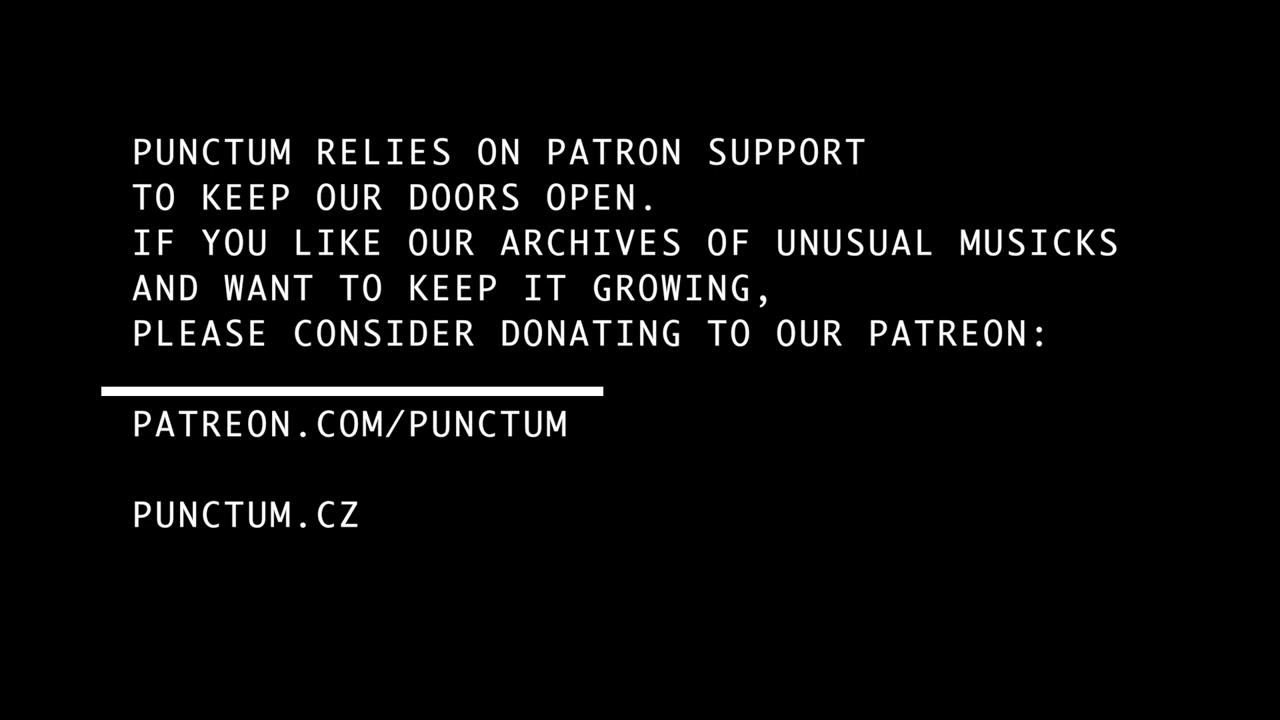 PUNCTUM RELIES ON PATRON SUPPORT
TO KEEP OUR DOORS OPEN.
IF YOU LIKE OUR ARCHIVES OF UNUSUAL MUSICKS
AND WANT TO KEEP IT GROWING,
PLEASE CONSIDER DONATING TO OUR PATREON:
PATREON.COM/PUNCTUM
PUNCTUM.CZ